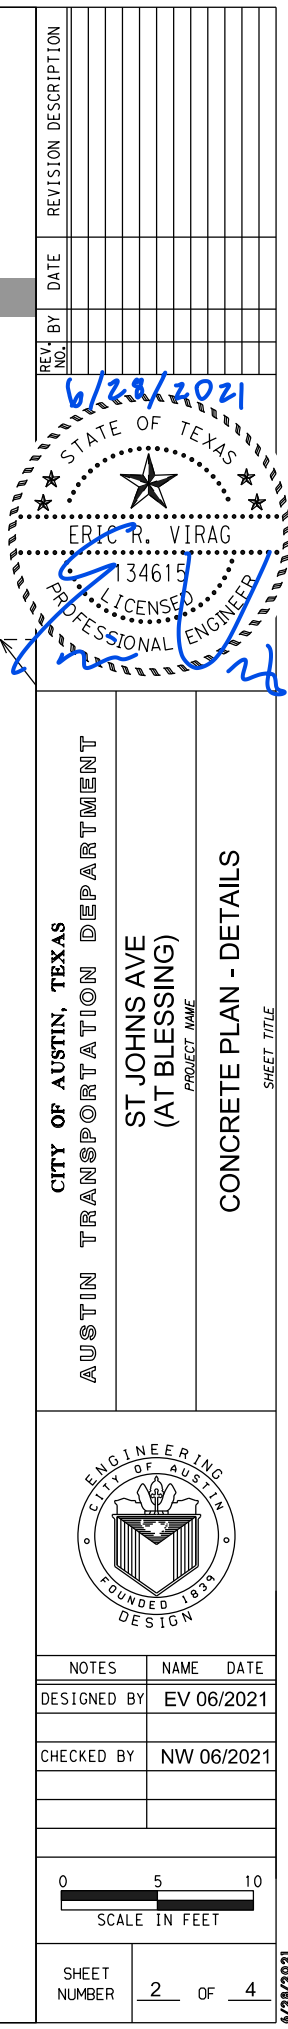 REV. NO. BY DATE REVISION DESCRIPTION
6/28/2021
STATE OF TEXAS
ERIC R. VIRAG
134615
LICENSED
PROFESSIONAL ENGINEER
CITY OF AUSTIN, TEXAS
AUSTIN TRANSPORTATION DEPARTMENT
ST JOHNS AVE
(AT BLESSING)
PROJECT NAME
CONCRETE PLAN - DETAILS
SHEET TITLE
ENGINEERING
CITY OF AUSTIN
FOUNDED 1839
DESIGN
NOTES NAME DATE
DESIGNED BY EV 06/2021
CHECKED BY NW 06/2021
0 5 10
SCALE IN FEET
SHEET NUMBER 2 OF 4
6/28/2021